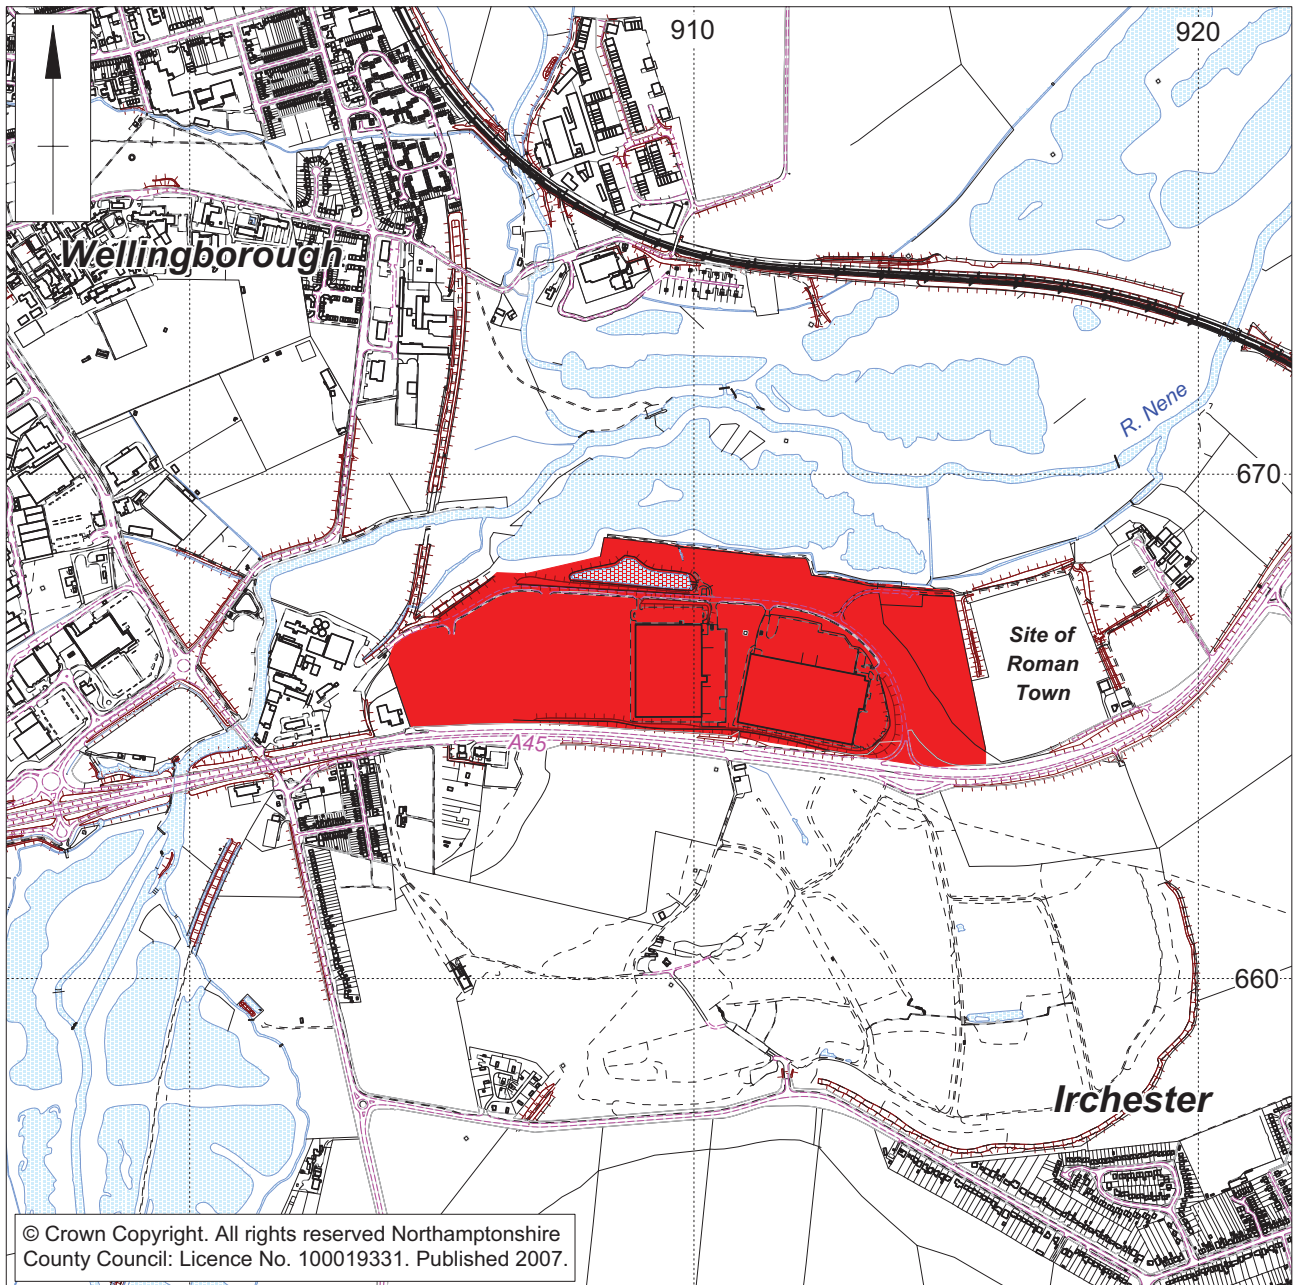 910
920
Wellingborough
R. Nene
670
Site of
Roman
Town
A45
660
Irchester
© Crown Copyright. All rights reserved Northamptonshire
County Council: Licence No. 100019331. Published 2007.